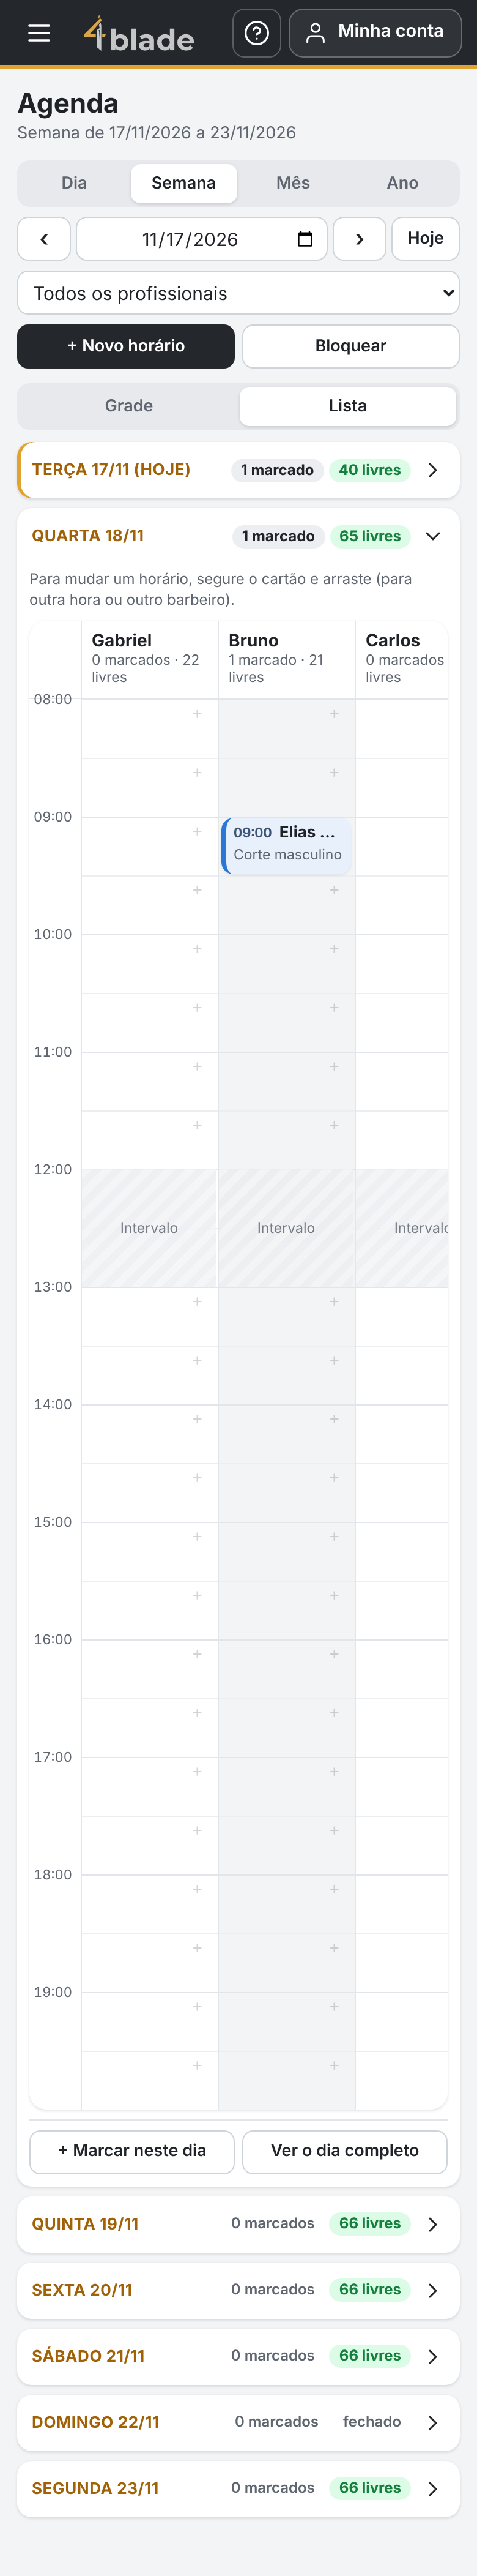 4blade
Minha conta
Agenda
Semana de 17/11/2026 a 23/11/2026
Dia Semana Mês Ano
‹ 11/17/2026 › Hoje
Todos os profissionais
+ Novo horário Bloquear
Grade Lista
TERÇA 17/11 (HOJE) 1 marcado 40 livres
QUARTA 18/11 1 marcado 65 livres
Para mudar um horário, segure o cartão e arraste (para
outra hora ou outro barbeiro).
Gabriel Bruno Carlos
0 marcados · 22 1 marcado · 21 0 marcados
livres livres livres
08:00
+ +
+ +
09:00
+ 09:00 Elias ...
Corte masculino
+ +
10:00
+ +
+ +
11:00
+ +
+ +
12:00
Intervalo Intervalo Intervalo
13:00
+ +
+ +
14:00
+ +
+ +
15:00
+ +
+ +
16:00
+ +
+ +
17:00
+ +
+ +
18:00
+ +
+ +
19:00
+ +
+ +
+ Marcar neste dia Ver o dia completo
QUINTA 19/11 0 marcados 66 livres
SEXTA 20/11 0 marcados 66 livres
SÁBADO 21/11 0 marcados 66 livres
DOMINGO 22/11 0 marcados fechado
SEGUNDA 23/11 0 marcados 66 livres